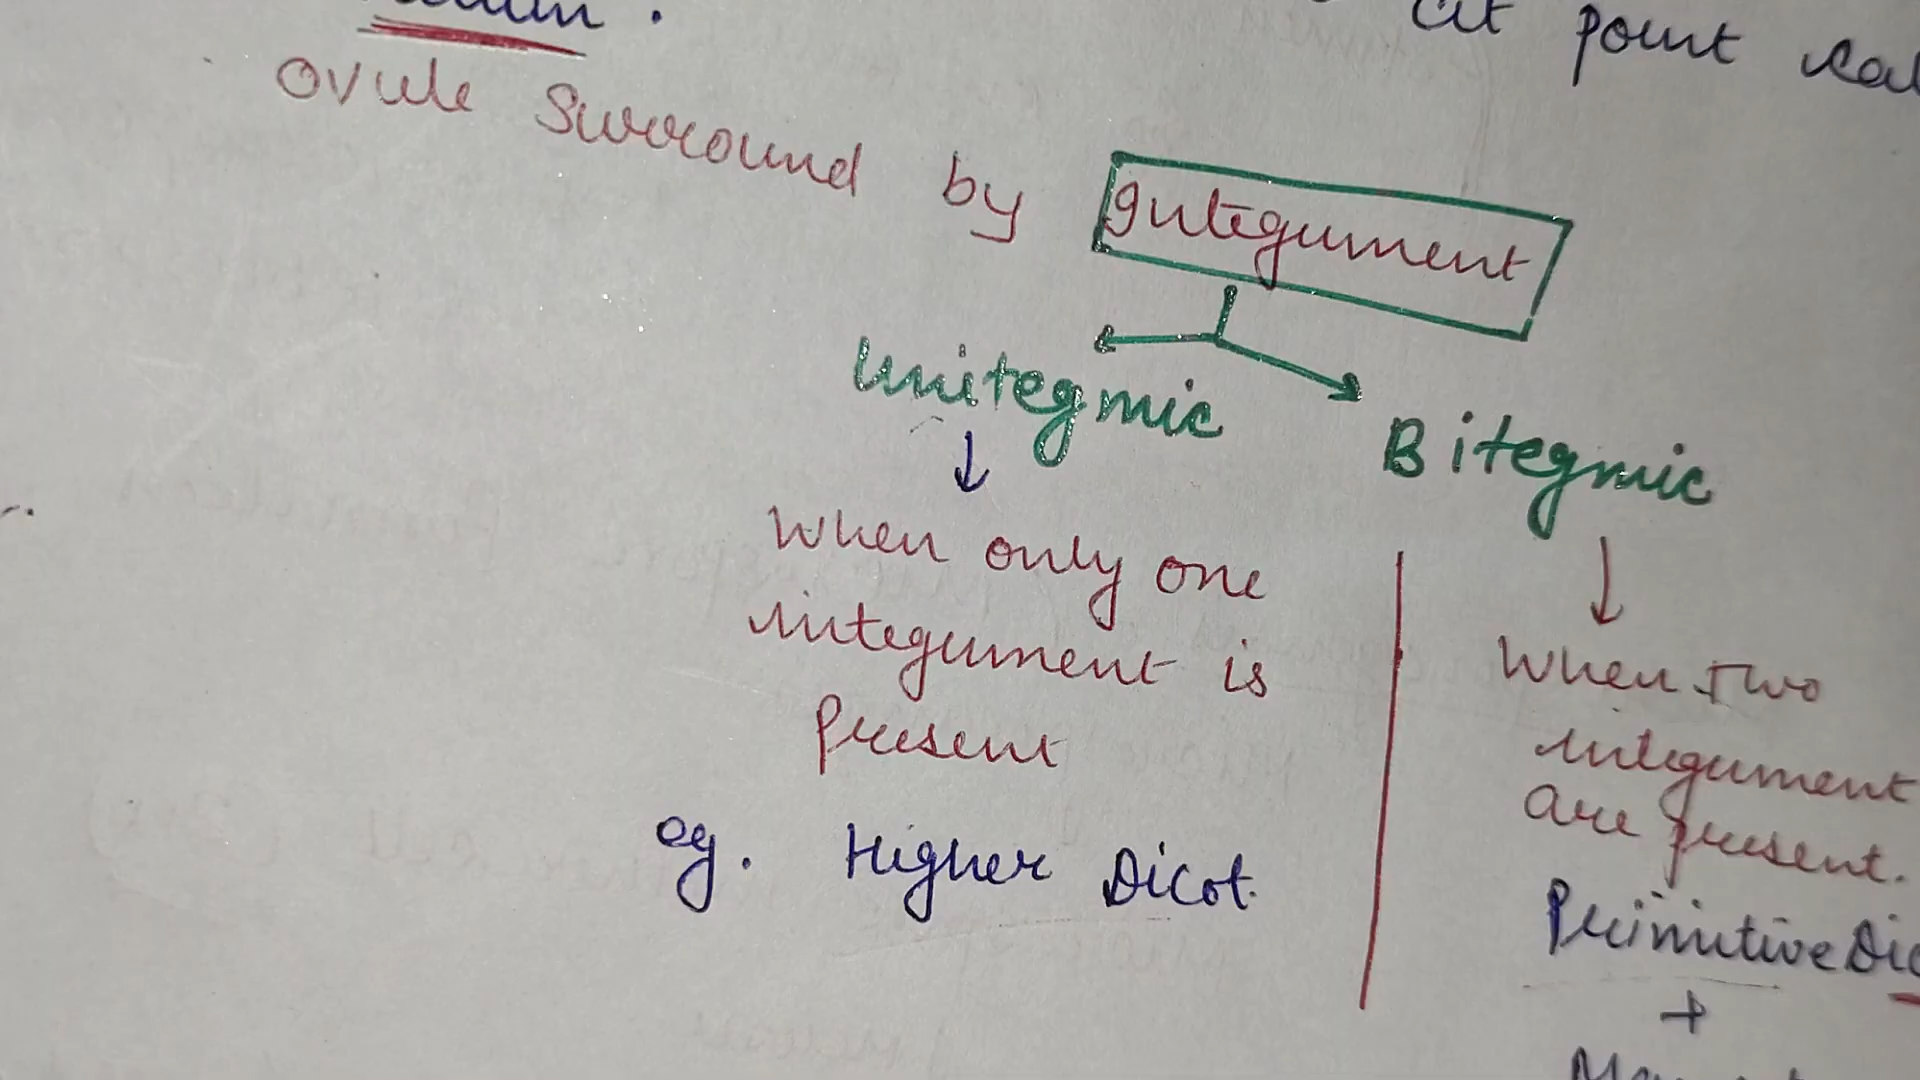 at point
Ovule Surround by Integument
Unitegmic
Bitegmic
When only one
integument is
present
eg. Higher Dicot.
When Two
integument
are present.
Primitive
+